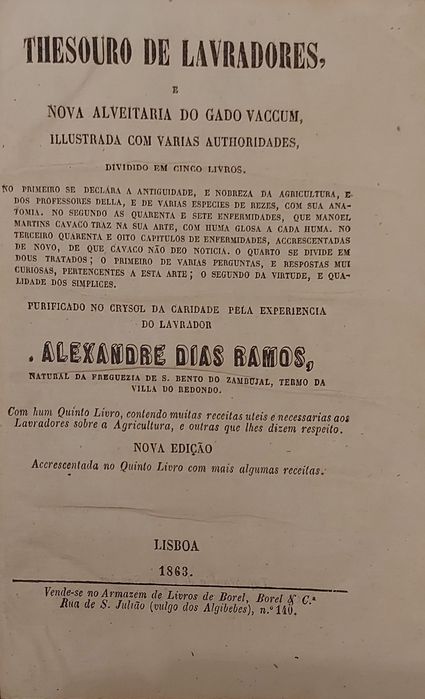 THESOURO DE LAVRADORES,
E
NOVA ALVEITARIA DO GADO VACCUM,
ILLUSTRADA COM VARIAS AUTHORIDADES,
DIVIDIDO EM CINCO LIVROS.
NO PRIMEIRO SE DECLARA A ANTIGUIDADE, E NOBREZA DA AGRICULTURA, E
DOS PROFESSORES DELLA, E DE VARIAS ESPECIES DE REZES, COM SUA ANA-
TOMIA. NO SEGUNDO AS QUARENTA E SETE ENFERMIDADES, QUE MANOEL
MARTINS CAVACO TRAZ NA SUA ARTE, COM HUMA GLOSA A CADA HUMA. NO
TERCEIRO QUARENTA E OITO CAPITULOS DE ENFERMIDADES, ACCRESCENTADAS
DE NOVO, DE QUE CAVACO NÃO DEO NOTICIA. O QUARTO SE DIVIDE EM
DOUS TRATADOS; O PRIMEIRO DE VARIAS PERGUNTAS, E RESPOSTAS MUI
CURIOSAS, PERTENCENTES A ESTA ARTE; O SEGUNDO DA VIRTUDE, E QUA-
LIDADE DOS SIMPLICES.
PURIFICADO NO CRYSOL DA CARIDADE PELA EXPERIENCIA
DO LAVRADOR
ALEXANDRE DIAS RAMOS,
NATURAL DA FREGUEZIA DE S. BENTO DO ZAMBUJAL, TERMO DA
VILLA DO REDONDO.
Com hum Quinto Livro, contendo muitas receitas uteis e necessarias aos
Lavradores sobre a Agricultura, e outras que lhes dizem respeito.
NOVA EDIÇÃO
Accrescentada no Quinto Livro com mais algumas receitas.
LISBOA
1863.
Vende-se no Armazem de Livros de Borel, Borel & C.ª
Rua de S. Julião (vulgo dos Algibebes), n.º 140.